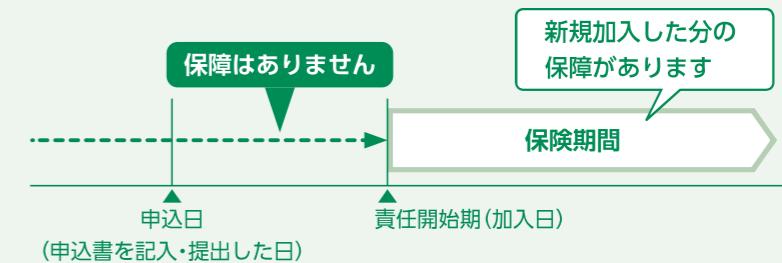 新規加入した分の
保障があります
保障はありません
保険期間
申込日
(申込書を記入・提出した日)
責任開始期(加入日)